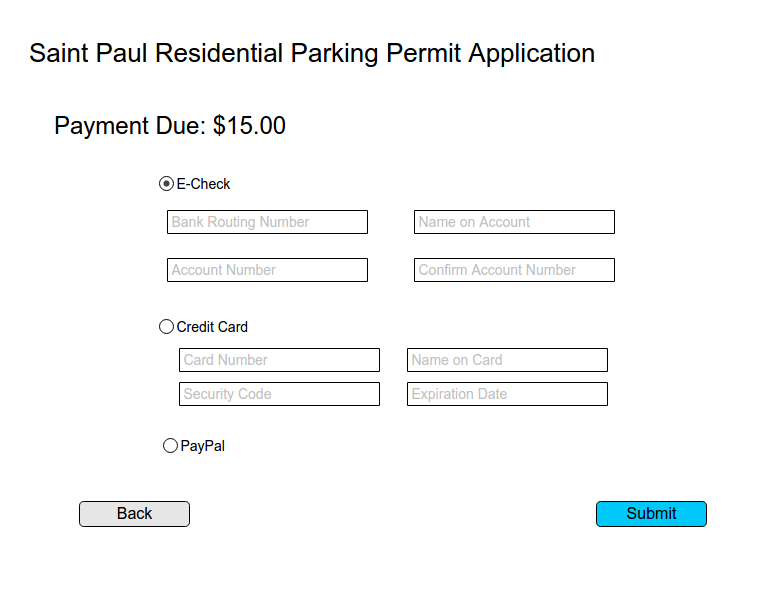 Saint Paul Residential Parking Permit Application
Payment Due: $15.00
E-Check
Bank Routing Number Name on Account
Account Number Confirm Account Number
Credit Card
Card Number Name on Card
Security Code Expiration Date
PayPal
Back Submit